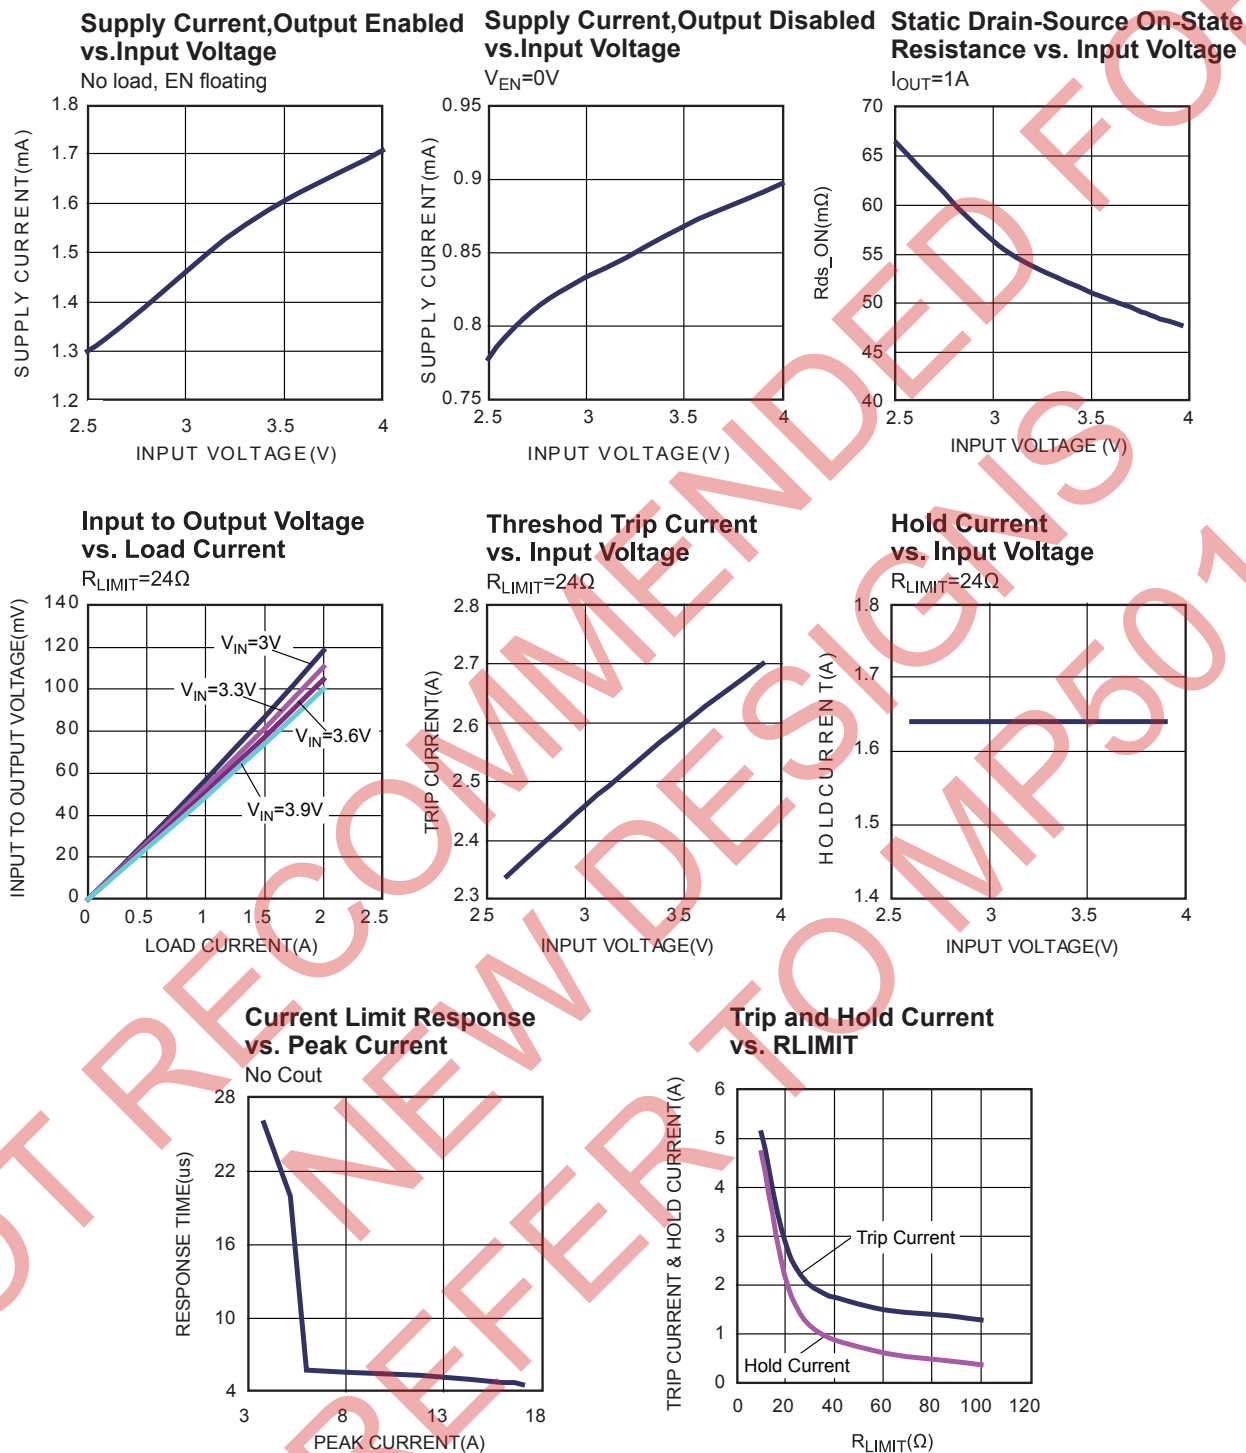 Supply Current,Output Enabled
vs.Input Voltage
No load, EN floating
SUPPLY CURRENT(mA)
1.8
1.7
1.6
1.5
1.4
1.3
1.2
2.5 3 3.5 4
INPUT VOLTAGE(V)
Supply Current,Output Disabled
vs.Input Voltage
VEN=0V
SUPPLY CURRENT(mA)
0.95
0.9
0.85
0.8
0.75
2.5 3 3.5 4
INPUT VOLTAGE(V)
Static Drain-Source On-State
Resistance vs. Input Voltage
IOUT=1A
Rds_ON(mΩ)
70
65
60
55
50
45
40
2.5 3 3.5 4
INPUT VOLTAGE (V)
Input to Output Voltage
vs. Load Current
RLIMIT=24Ω
INPUT TO OUTPUT VOLTAGE(mV)
140
120
100
80
60
40
20
0
VIN=3V
VIN=3.3V
VIN=3.6V
VIN=3.9V
0 0.5 1 1.5 2 2.5
LOAD CURRENT(A)
Threshod Trip Current
vs. Input Voltage
RLIMIT=24Ω
TRIP CURRENT(A)
2.8
2.7
2.6
2.5
2.4
2.3
2.5 3 3.5 4
INPUT VOLTAGE(V)
Hold Current
vs. Input Voltage
RLIMIT=24Ω
HOLDCURRENT(A)
1.8
1.7
1.6
1.5
1.4
2.5 3 3.5 4
INPUT VOLTAGE(V)
Current Limit Response
vs. Peak Current
No Cout
RESPONSE TIME(us)
28
22
16
10
4
3 8 13 18
PEAK CURRENT(A)
Trip and Hold Current
vs. RLIMIT
TRIP CURRENT & HOLD CURRENT(A)
6
5
4
3
2
1
0
Trip Current
Hold Current
0 20 40 60 80 100 120
RLIMIT(Ω)
OT RECOMMENDED FO
NEW DESIGNS
REFER TO MP501